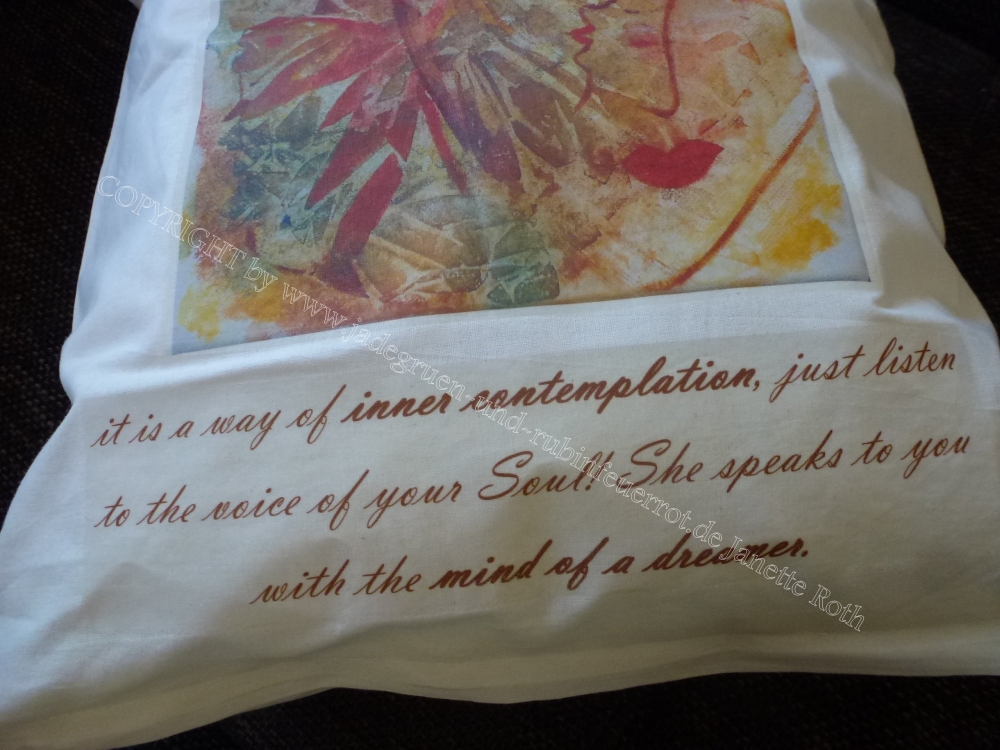 it is a way of inner contemplation, just listen
to the voice of your Soul! She speaks to you
with the mind of a dreamer.
COPYRIGHT by www.jadegruen-und-rubinfeuerrot.de Janette Roth